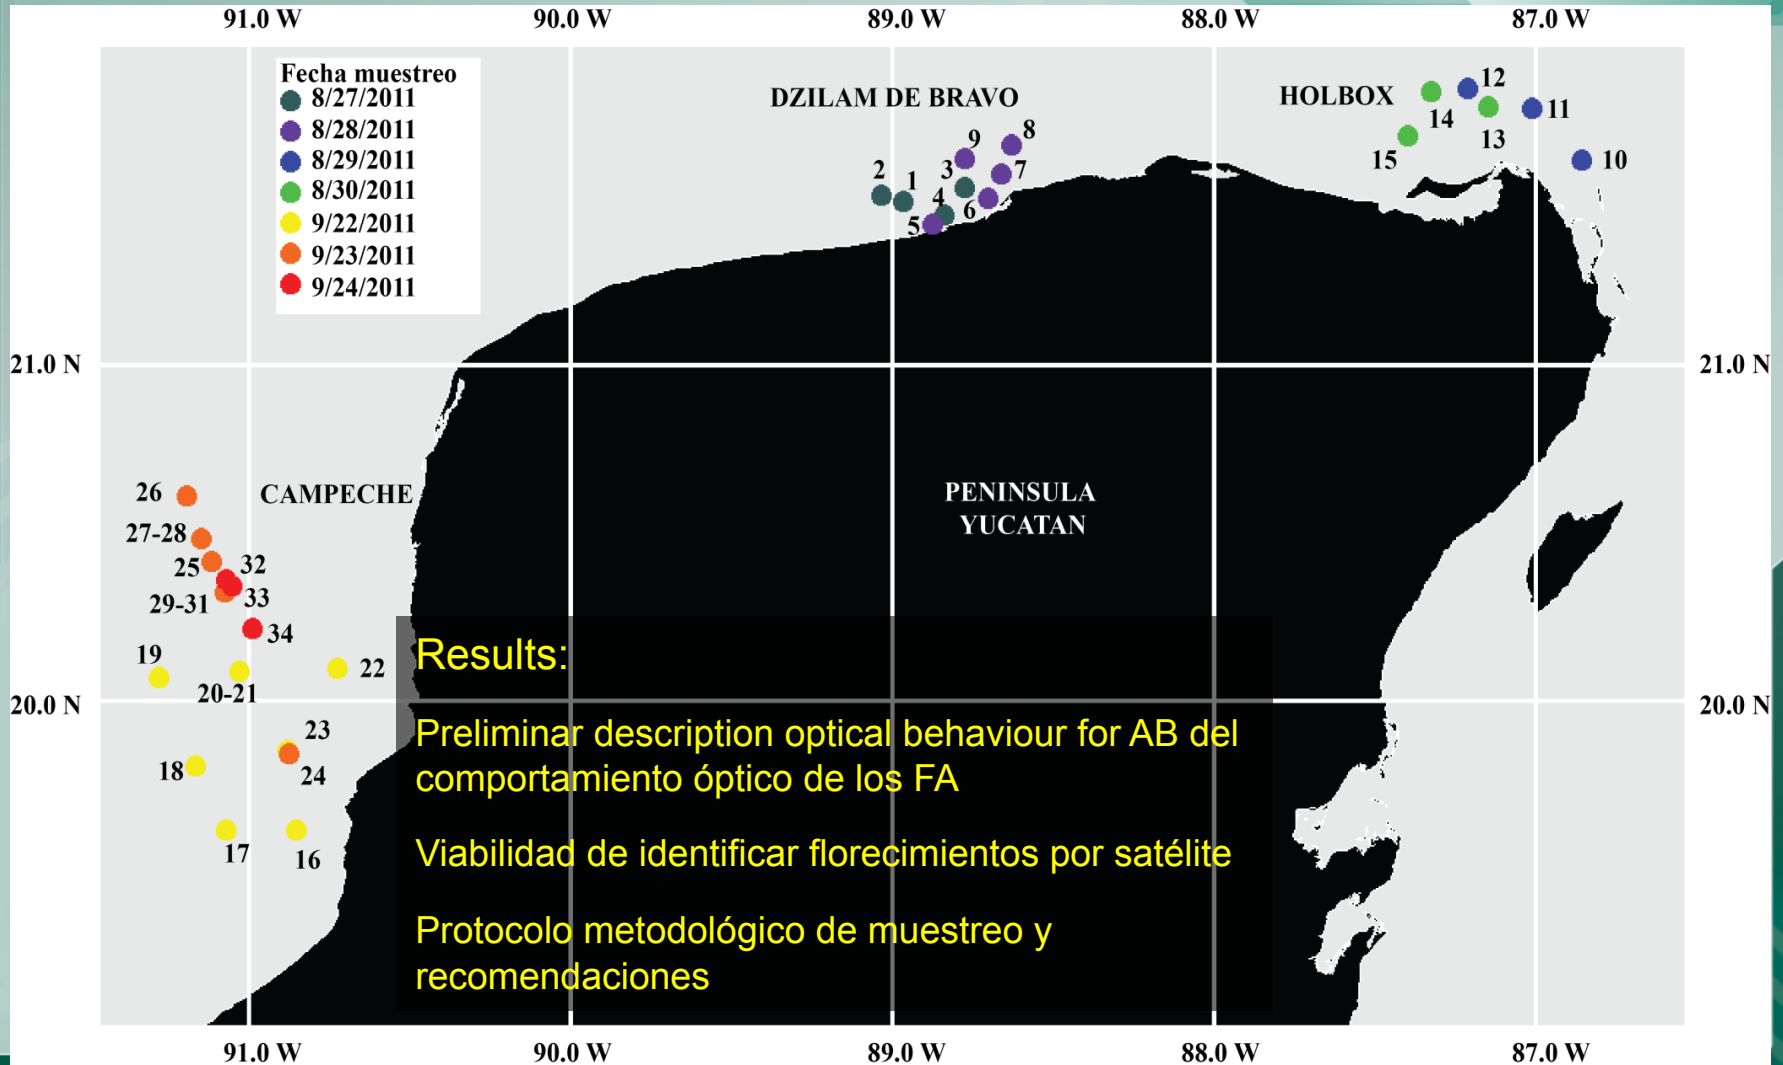 91.0 W
90.0 W
89.0 W
88.0 W
87.0 W
Fecha muestreo
8/27/2011
8/28/2011
8/29/2011
8/30/2011
9/22/2011
9/23/2011
9/24/2011
DZILAM DE BRAVO
HOLBOX
12
11
14
13
15
10
8
9
7
3
2
1
4
6
5
21.0 N
21.0 N
26
CAMPECHE
27-28
25
32
29-31
33
34
19
20-21
22
23
24
18
17
16
PENINSULA
YUCATAN
20.0 N
20.0 N
Results:
Preliminar description optical behaviour for AB del
comportamiento óptico de los FA
Viabilidad de identificar florecimientos por satélite
Protocolo metodológico de muestreo y
recomendaciones
91.0 W
90.0 W
89.0 W
88.0 W
87.0 W